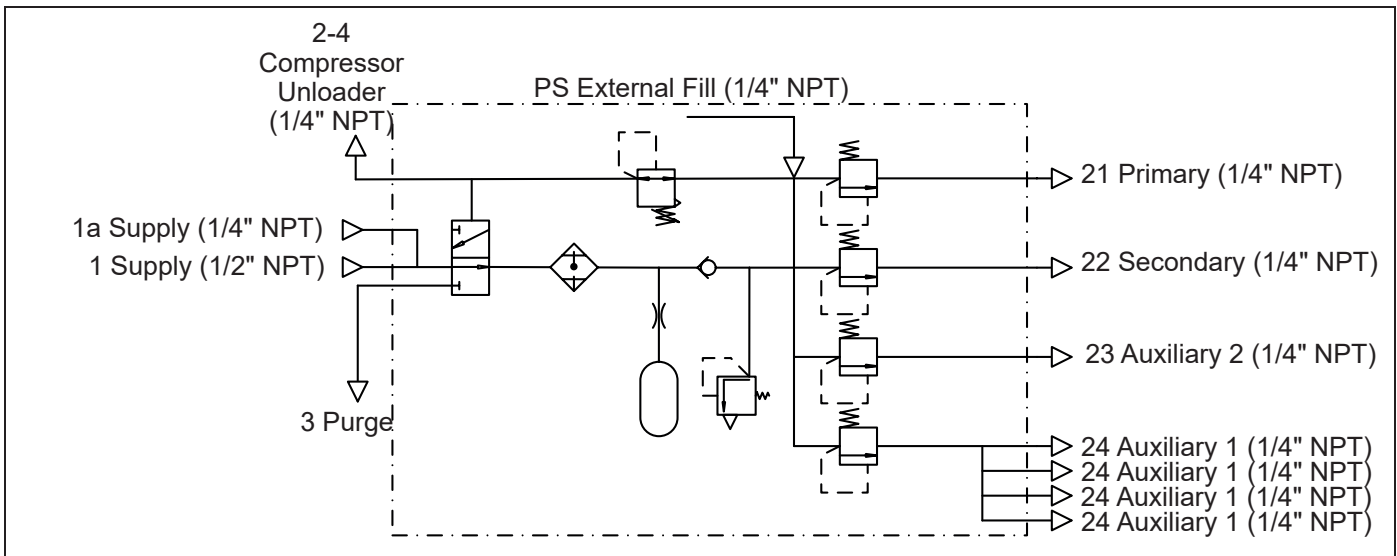 2-4
Compressor
Unloader
(1/4" NPT)
PS External Fill (1/4" NPT)
21 Primary (1/4" NPT)
1a Supply (1/4" NPT)
1 Supply (1/2" NPT)
22 Secondary (1/4" NPT)
23 Auxiliary 2 (1/4" NPT)
3 Purge
24 Auxiliary 1 (1/4" NPT)
24 Auxiliary 1 (1/4" NPT)
24 Auxiliary 1 (1/4" NPT)
24 Auxiliary 1 (1/4" NPT)